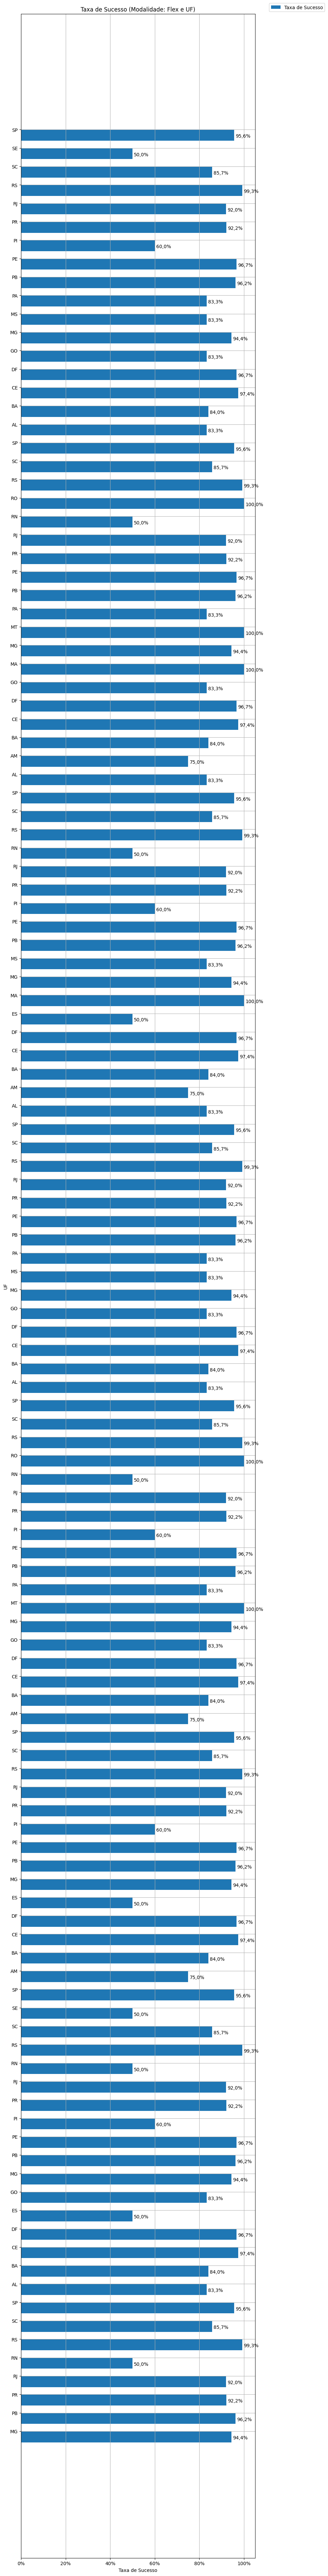 Taxa de Sucesso (Modalidade: Flex e UF)
Taxa de Sucesso
SP 95,6%
SE 50,0%
SC 85,7%
RS 99,3%
RJ 92,0%
PR 92,2%
PI 60,0%
PE 96,7%
PB 96,2%
PA 83,3%
MS 83,3%
MG 94,4%
GO 83,3%
DF 96,7%
CE 97,4%
BA 84,0%
AL 83,3%
SP 95,6%
SC 85,7%
RS 99,3%
RO 100,0%
RN 50,0%
RJ 92,0%
PR 92,2%
PE 96,7%
PB 96,2%
PA 83,3%
MT 100,0%
MG 94,4%
MA 100,0%
GO 83,3%
DF 96,7%
CE 97,4%
BA 84,0%
AM 75,0%
AL 83,3%
SP 95,6%
SC 85,7%
RS 99,3%
RN 50,0%
RJ 92,0%
PR 92,2%
PI 60,0%
PE 96,7%
PB 96,2%
MS 83,3%
MG 94,4%
MA 100,0%
ES 50,0%
DF 96,7%
CE 97,4%
BA 84,0%
AM 75,0%
AL 83,3%
SP 95,6%
SC 85,7%
RS 99,3%
RJ 92,0%
PR 92,2%
PE 96,7%
PB 96,2%
PA 83,3%
MS 83,3%
UF
MG 94,4%
GO 83,3%
DF 96,7%
CE 97,4%
BA 84,0%
AL 83,3%
SP 95,6%
SC 85,7%
RS 99,3%
RO 100,0%
RN 50,0%
RJ 92,0%
PR 92,2%
PI 60,0%
PE 96,7%
PB 96,2%
PA 83,3%
MT 100,0%
MG 94,4%
GO 83,3%
DF 96,7%
CE 97,4%
BA 84,0%
AM 75,0%
SP 95,6%
SC 85,7%
RS 99,3%
RJ 92,0%
PR 92,2%
PI 60,0%
PE 96,7%
PB 96,2%
MG 94,4%
ES 50,0%
DF 96,7%
CE 97,4%
BA 84,0%
AM 75,0%
SP 95,6%
SE 50,0%
SC 85,7%
RS 99,3%
RN 50,0%
RJ 92,0%
PR 92,2%
PI 60,0%
PE 96,7%
PB 96,2%
MG 94,4%
GO 83,3%
ES 50,0%
DF 96,7%
CE 97,4%
BA 84,0%
AL 83,3%
SP 95,6%
SC 85,7%
RS 99,3%
RN 50,0%
RJ 92,0%
PR 92,2%
PB 96,2%
MG 94,4%
0% 20% 40% 60% 80% 100%
Taxa de Sucesso